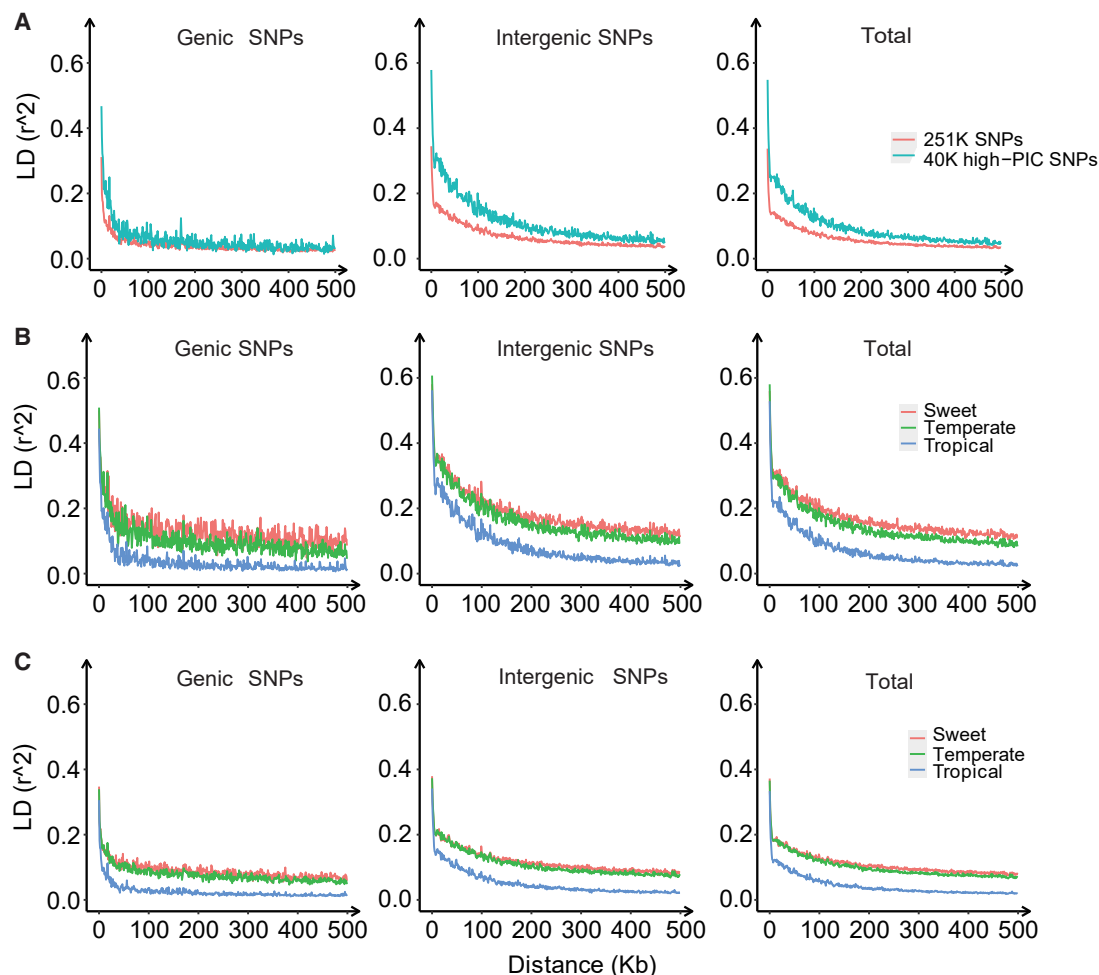 A
Genic SNPs
Intergenic SNPs
Total
LD (r^2)
0.6
0.4
0.2
0.0
0 100 200 300 400 500
0.6
0.4
0.2
0.0
0 100 200 300 400 500
0.6
0.4
0.2
0.0
0 100 200 300 400 500
251K SNPs
40K high-PIC SNPs
B
Genic SNPs
Intergenic SNPs
Total
LD (r^2)
0.6
0.4
0.2
0.0
0 100 200 300 400 500
0.6
0.4
0.2
0.0
0 100 200 300 400 500
0.6
0.4
0.2
0.0
0 100 200 300 400 500
Sweet
Temperate
Tropical
C
Genic SNPs
Intergenic SNPs
Total
LD (r^2)
0.6
0.4
0.2
0.0
0 100 200 300 400 500
0.6
0.4
0.2
0.0
0 100 200 300 400 500
0.6
0.4
0.2
0.0
0 100 200 300 400 500
Sweet
Temperate
Tropical
Distance (Kb)